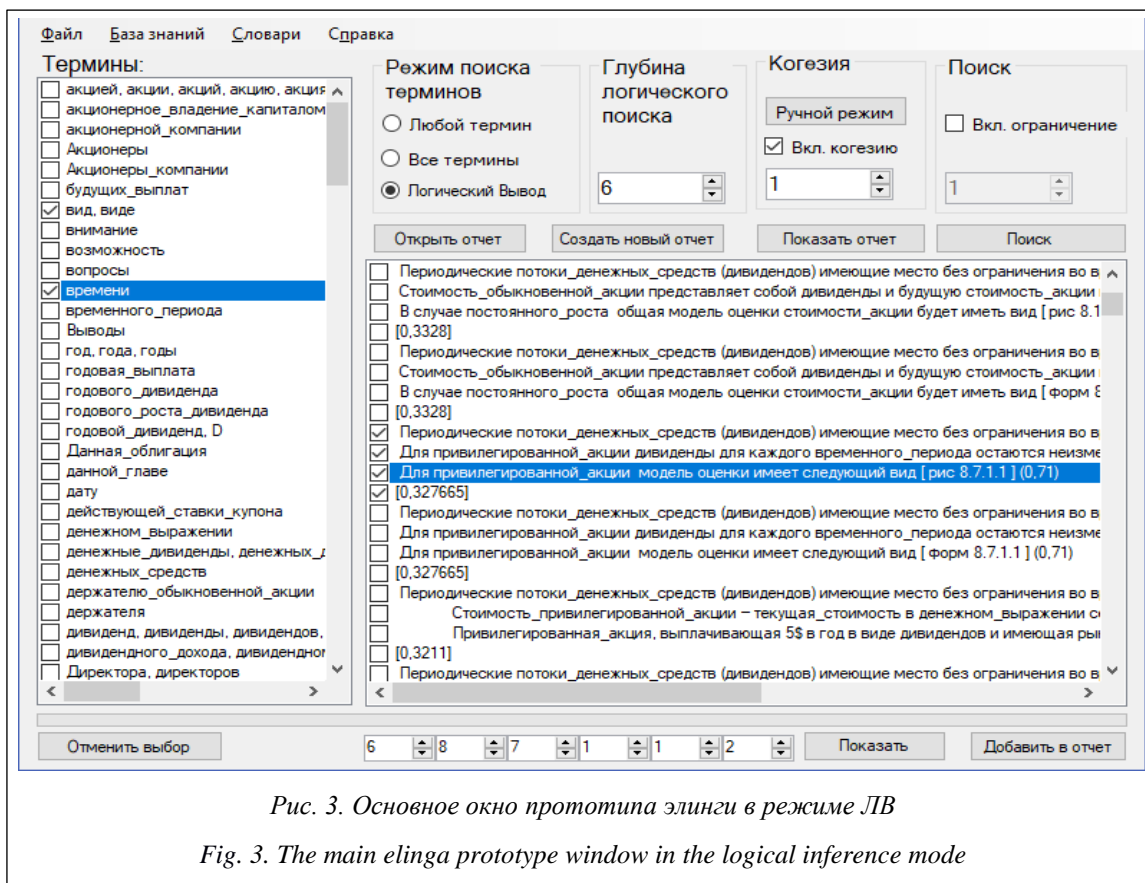 Файл База знаний Словари Справка
Термины:
акцией, акции, акций, акцию, акция
акционерное_владение_капиталом
акционерной_компании
Акционеры
Акционеры_компании
будущих_выплат
вид, виде
внимание
возможность
вопросы
времени
временного_периода
Выводы
год, года, годы
годовая_выплата
годового_дивиденда
годового_роста_дивиденда
годовой_дивиденд, D
Данная_облигация
данной_главе
дату
действующей_ставки_купона
денежном_выражении
денежные_дивиденды, денежных_д
денежных_средств
держателю_обыкновенной_акции
держателя
дивиденд, дивиденды, дивидендов,
дивидендного_дохода, дивидендног
Директора, директоров
Режим поиска
терминов
Любой термин
Все термины
Логический Вывод
Глубина
логического
поиска
6
Когезия
Ручной режим
Вкл. когезию
1
Поиск
Вкл. ограничение
1
Открыть отчет Создать новый отчет Показать отчет Поиск
Периодические потоки_денежных_средств (дивидендов) имеющие место без ограничения во в
Стоимость_обыкновенной_акции представляет собой дивиденды и будущую стоимость_акции
В случае постоянного_роста общая модель оценки стоимости_акции будет иметь вид [ рис 8.1
[0,3328]
Периодические потоки_денежных_средств (дивидендов) имеющие место без ограничения во в
Стоимость_обыкновенной_акции представляет собой дивиденды и будущую стоимость_акции
В случае постоянного_роста общая модель оценки стоимости_акции будет иметь вид [ форм 8
[0,3328]
Периодические потоки_денежных_средств (дивидендов) имеющие место без ограничения во в
Для привилегированной_акции дивиденды для каждого временного_периода остаются неизме
Для привилегированной_акции модель оценки имеет следующий вид [ рис 8.7.1.1 ] (0,71)
[0,327665]
Периодические потоки_денежных_средств (дивидендов) имеющие место без ограничения во в
Для привилегированной_акции дивиденды для каждого временного_периода остаются неизме
Для привилегированной_акции модель оценки имеет следующий вид [ форм 8.7.1.1 ] (0,71)
[0,327665]
Периодические потоки_денежных_средств (дивидендов) имеющие место без ограничения во в
Стоимость_привилегированной_акции – текущая_стоимость в денежном_выражении се
Привилегированная_акция, выплачивающая 5$ в год в виде дивидендов и имеющая рын
[0,3211]
Периодические потоки_денежных_средств (дивидендов) имеющие место без ограничения во в
Отменить выбор 6 8 7 1 1 2 Показать Добавить в отчет
Рис. 3. Основное окно прототипа элинги в режиме ЛВ
Fig. 3. The main elinga prototype window in the logical inference mode